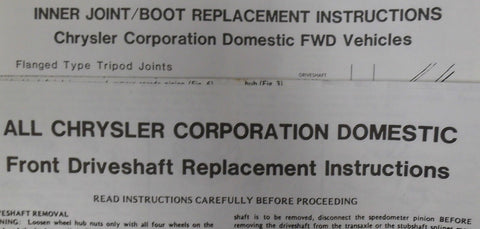 INNER JOINT/BOOT REPLACEMENT INSTRUCTIONS
Chrysler Corporation Domestic FWD Vehicles
Flanged Type Tripod Joints
DRIVESHAFT
hub (Fig 3)
ALL CHRYSLER CORPORATION DOMESTIC
Front Driveshaft Replacement Instructions
READ INSTRUCTIONS CAREFULLY BEFORE PROCEEDING
VESHAFT REMOVAL
NING: Loosen wheel hub nuts only with all four wheels on the
shaft is to be removed, disconnect the speedometer pinion BEFORE
removing the driveshaft from the transaxle or the stubshaft splines may